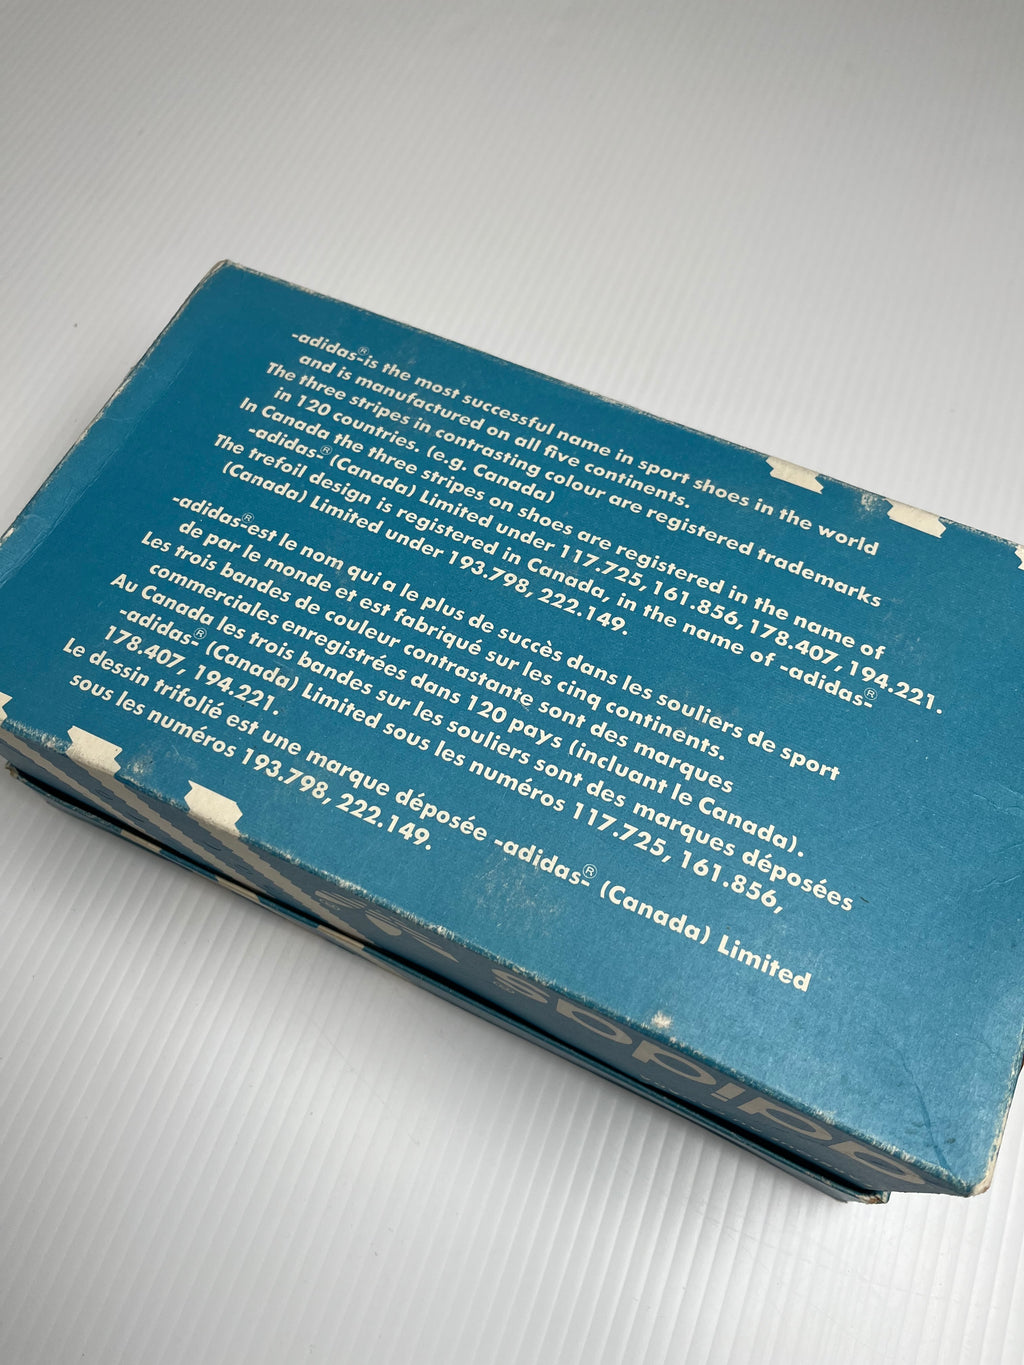 -adidas-® is the most successful name in sport shoes in the world
and is manufactured on all five continents.
The three stripes in contrasting colour are registered trademarks
in 120 countries. (e.g. Canada)
In Canada the three stripes on shoes are registered in the name of
-adidas-® (Canada) Limited under 117.725, 161.856, 178.407, 194.221.
The trefoil design is registered in Canada, in the name of -adidas-®
(Canada) Limited under 193.798, 222.149.
-adidas-® est le nom qui a le plus de succès dans les souliers de sport
de par le monde et est fabriqué sur les cinq continents.
Les trois bandes de couleur contrastante sont des marques
commerciales enregistrées dans 120 pays (incluant le Canada).
Au Canada les trois bandes sur les souliers sont des marques déposées
-adidas-® (Canada) Limited sous les numéros 117.725, 161.856,
178.407, 194.221.
Le dessin trifolié est une marque déposée -adidas-® (Canada) Limited
sous les numéros 193.798, 222.149.
adidas